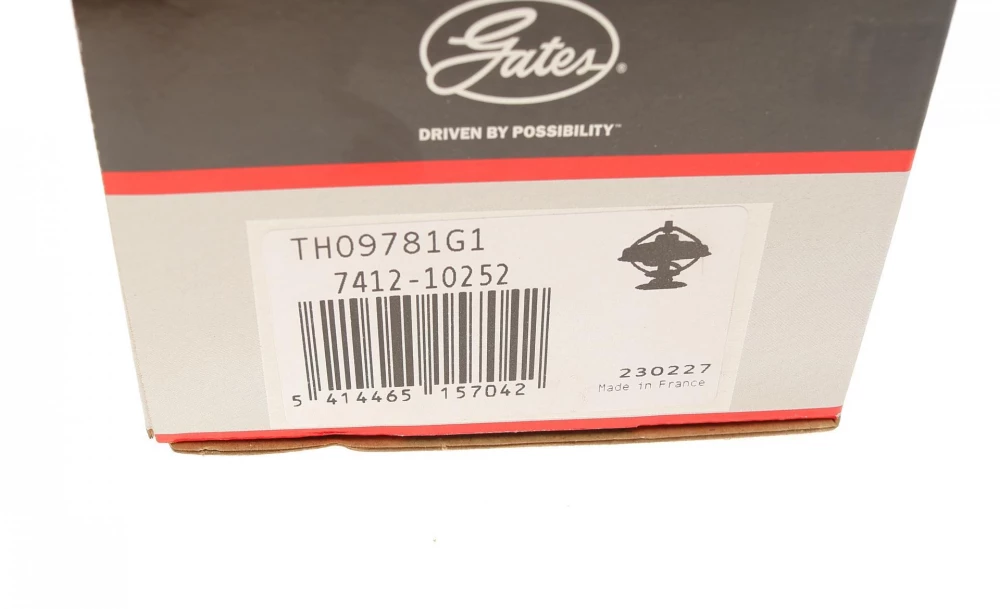 Gates®
DRIVEN BY POSSIBILITY™
TH09781G1
7412-10252
5 414465 157042
230227
Made in France